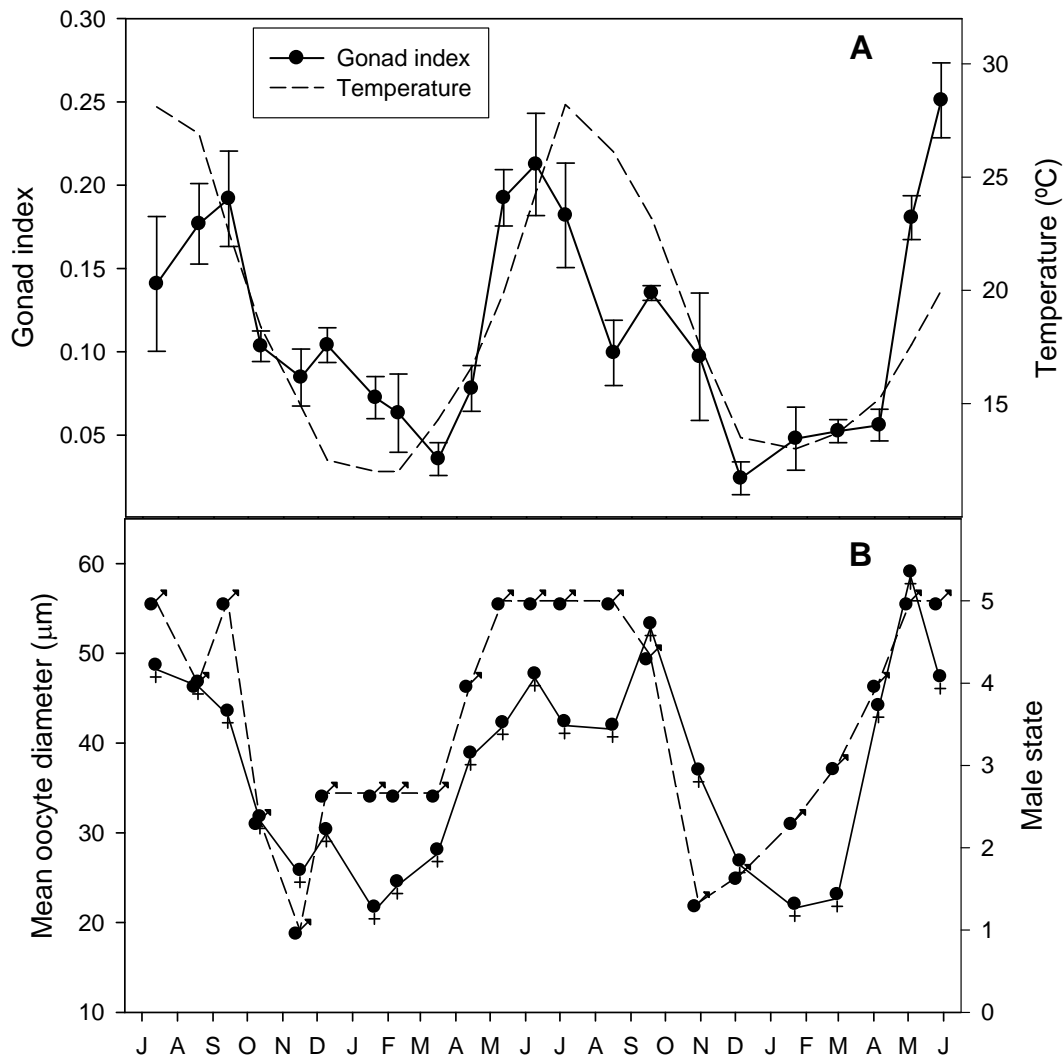 0.30
0.25
0.20
0.15
0.10
0.05
Gonad index
Gonad index
Temperature
A
30
25
20
15
Temperature (ºC)
60
50
40
30
20
10
Mean oocyte diameter (μm)
B
5
4
3
2
1
0
Male state
J A S O N D J F M A M J J A S O N D J F M A M J